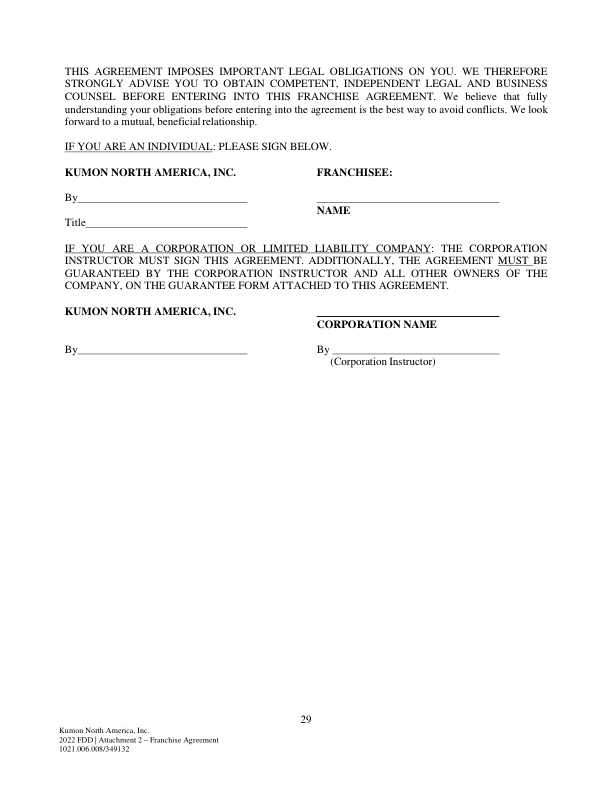 THIS AGREEMENT IMPOSES IMPORTANT LEGAL OBLIGATIONS ON YOU. WE THEREFORE
STRONGLY ADVISE YOU TO OBTAIN COMPETENT, INDEPENDENT LEGAL AND BUSINESS
COUNSEL BEFORE ENTERING INTO THIS FRANCHISE AGREEMENT. We believe that fully
understanding your obligations before entering into the agreement is the best way to avoid conflicts. We look
forward to a mutual, beneficial relationship.
IF YOU ARE AN INDIVIDUAL: PLEASE SIGN BELOW.
KUMON NORTH AMERICA, INC. FRANCHISEE:
By________________________________ ___________________________________
NAME
Title_______________________________
IF YOU ARE A CORPORATION OR LIMITED LIABILITY COMPANY: THE CORPORATION
INSTRUCTOR MUST SIGN THIS AGREEMENT. ADDITIONALLY, THE AGREEMENT MUST BE
GUARANTEED BY THE CORPORATION INSTRUCTOR AND ALL OTHER OWNERS OF THE
COMPANY, ON THE GUARANTEE FORM ATTACHED TO THIS AGREEMENT.
KUMON NORTH AMERICA, INC. ___________________________________
CORPORATION NAME
By________________________________ By ________________________________
(Corporation Instructor)
29
Kumon North America, Inc.
2022 FDD | Attachment 2 – Franchise Agreement
1021.006.008/349132